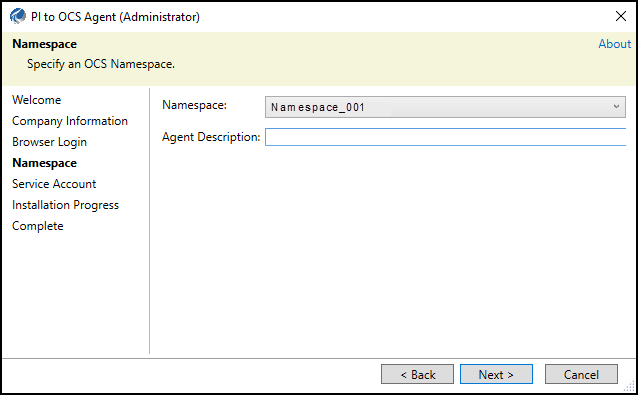 PI to OCS Agent (Administrator)
Namespace
About
Specify an OCS Namespace.
Welcome
Company Information
Browser Login
Namespace
Service Account
Installation Progress
Complete
Namespace:
Namespace_001
Agent Description:
< Back
Next >
Cancel